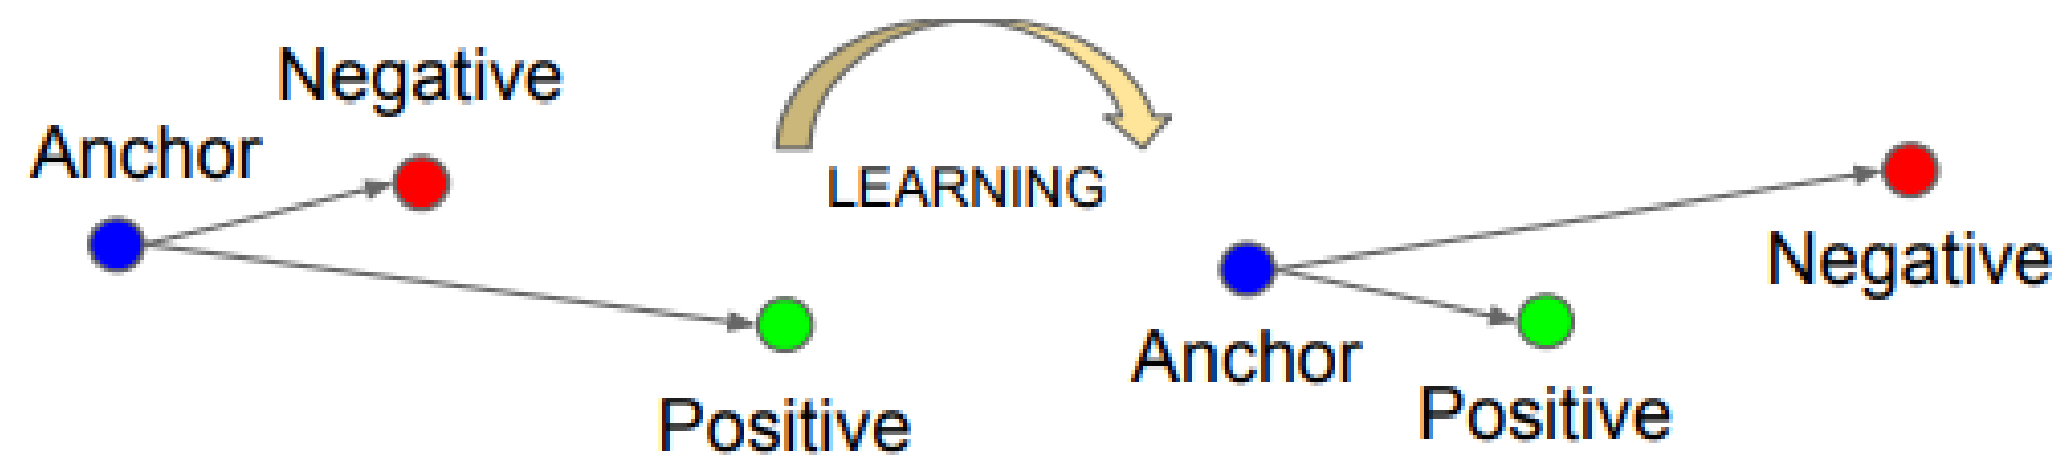 Negative
Anchor
Positive
LEARNING
Negative
Anchor
Positive